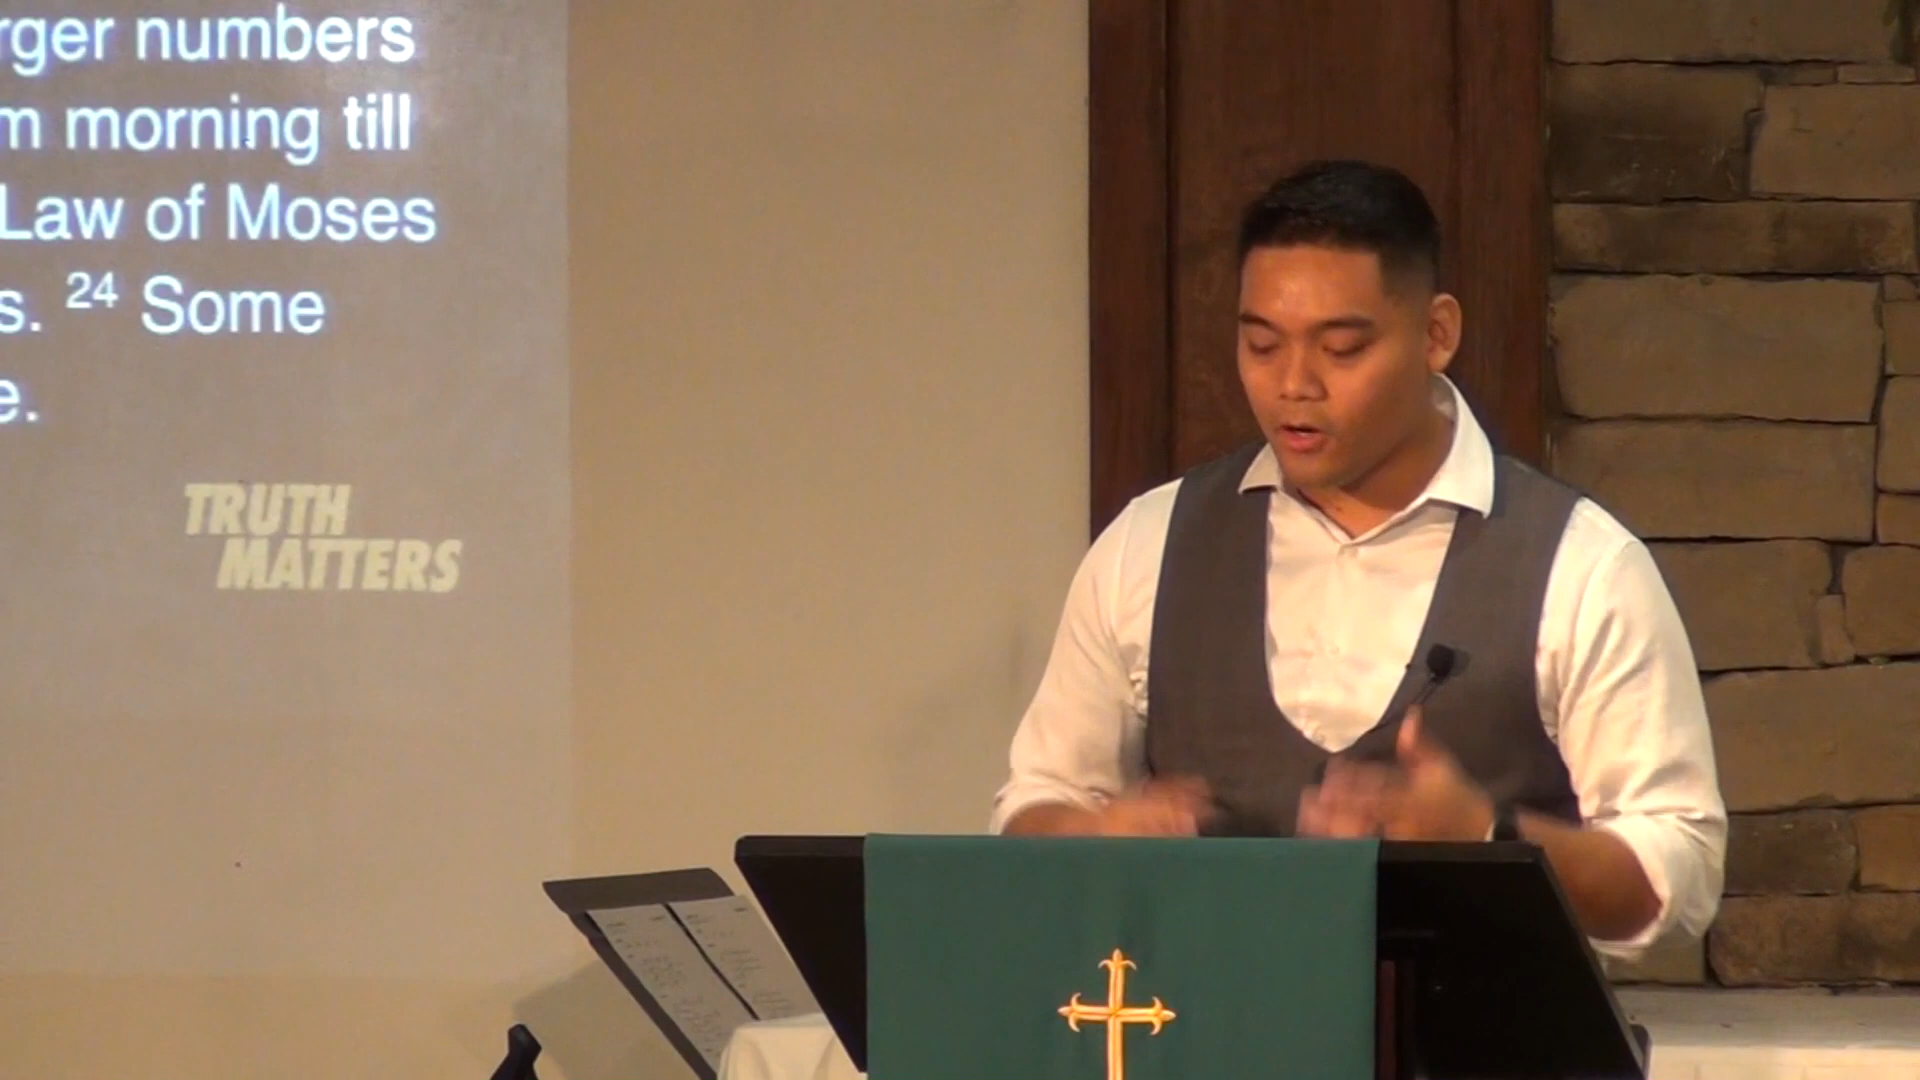 rger numbers
m morning till
Law of Moses
s. 24 Some
e.
TRUTH
MATTERS